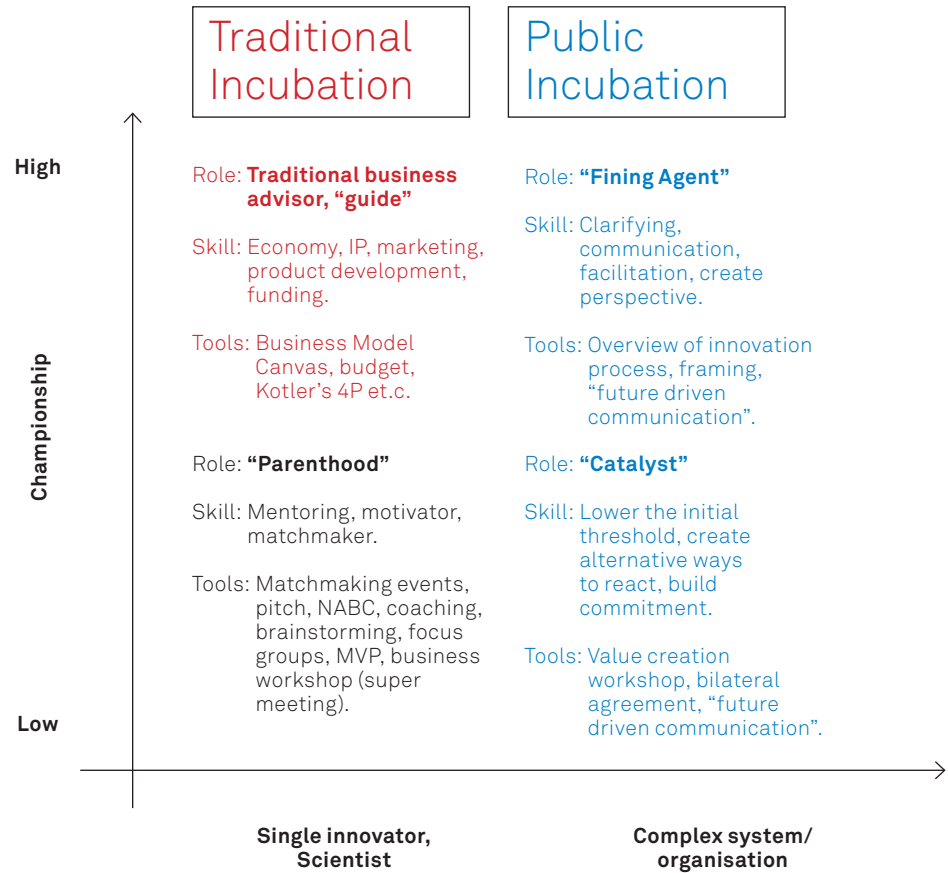 Traditional
Incubation
Public
Incubation
High
Championship
Low
Role: Traditional business
advisor, “guide”
Skill: Economy, IP, marketing,
product development,
funding.
Tools: Business Model
Canvas, budget,
Kotler’s 4P et.c.
Role: “Fining Agent”
Skill: Clarifying,
communication,
facilitation, create
perspective.
Tools: Overview of innovation
process, framing,
“future driven
communication”.
Role: “Parenthood”
Skill: Mentoring, motivator,
matchmaker.
Tools: Matchmaking events,
pitch, NABC, coaching,
brainstorming, focus
groups, MVP, business
workshop (super
meeting).
Role: “Catalyst”
Skill: Lower the initial
threshold, create
alternative ways
to react, build
commitment.
Tools: Value creation
workshop, bilateral
agreement, “future
driven communication”.
Single innovator,
Scientist
Complex system/
organisation